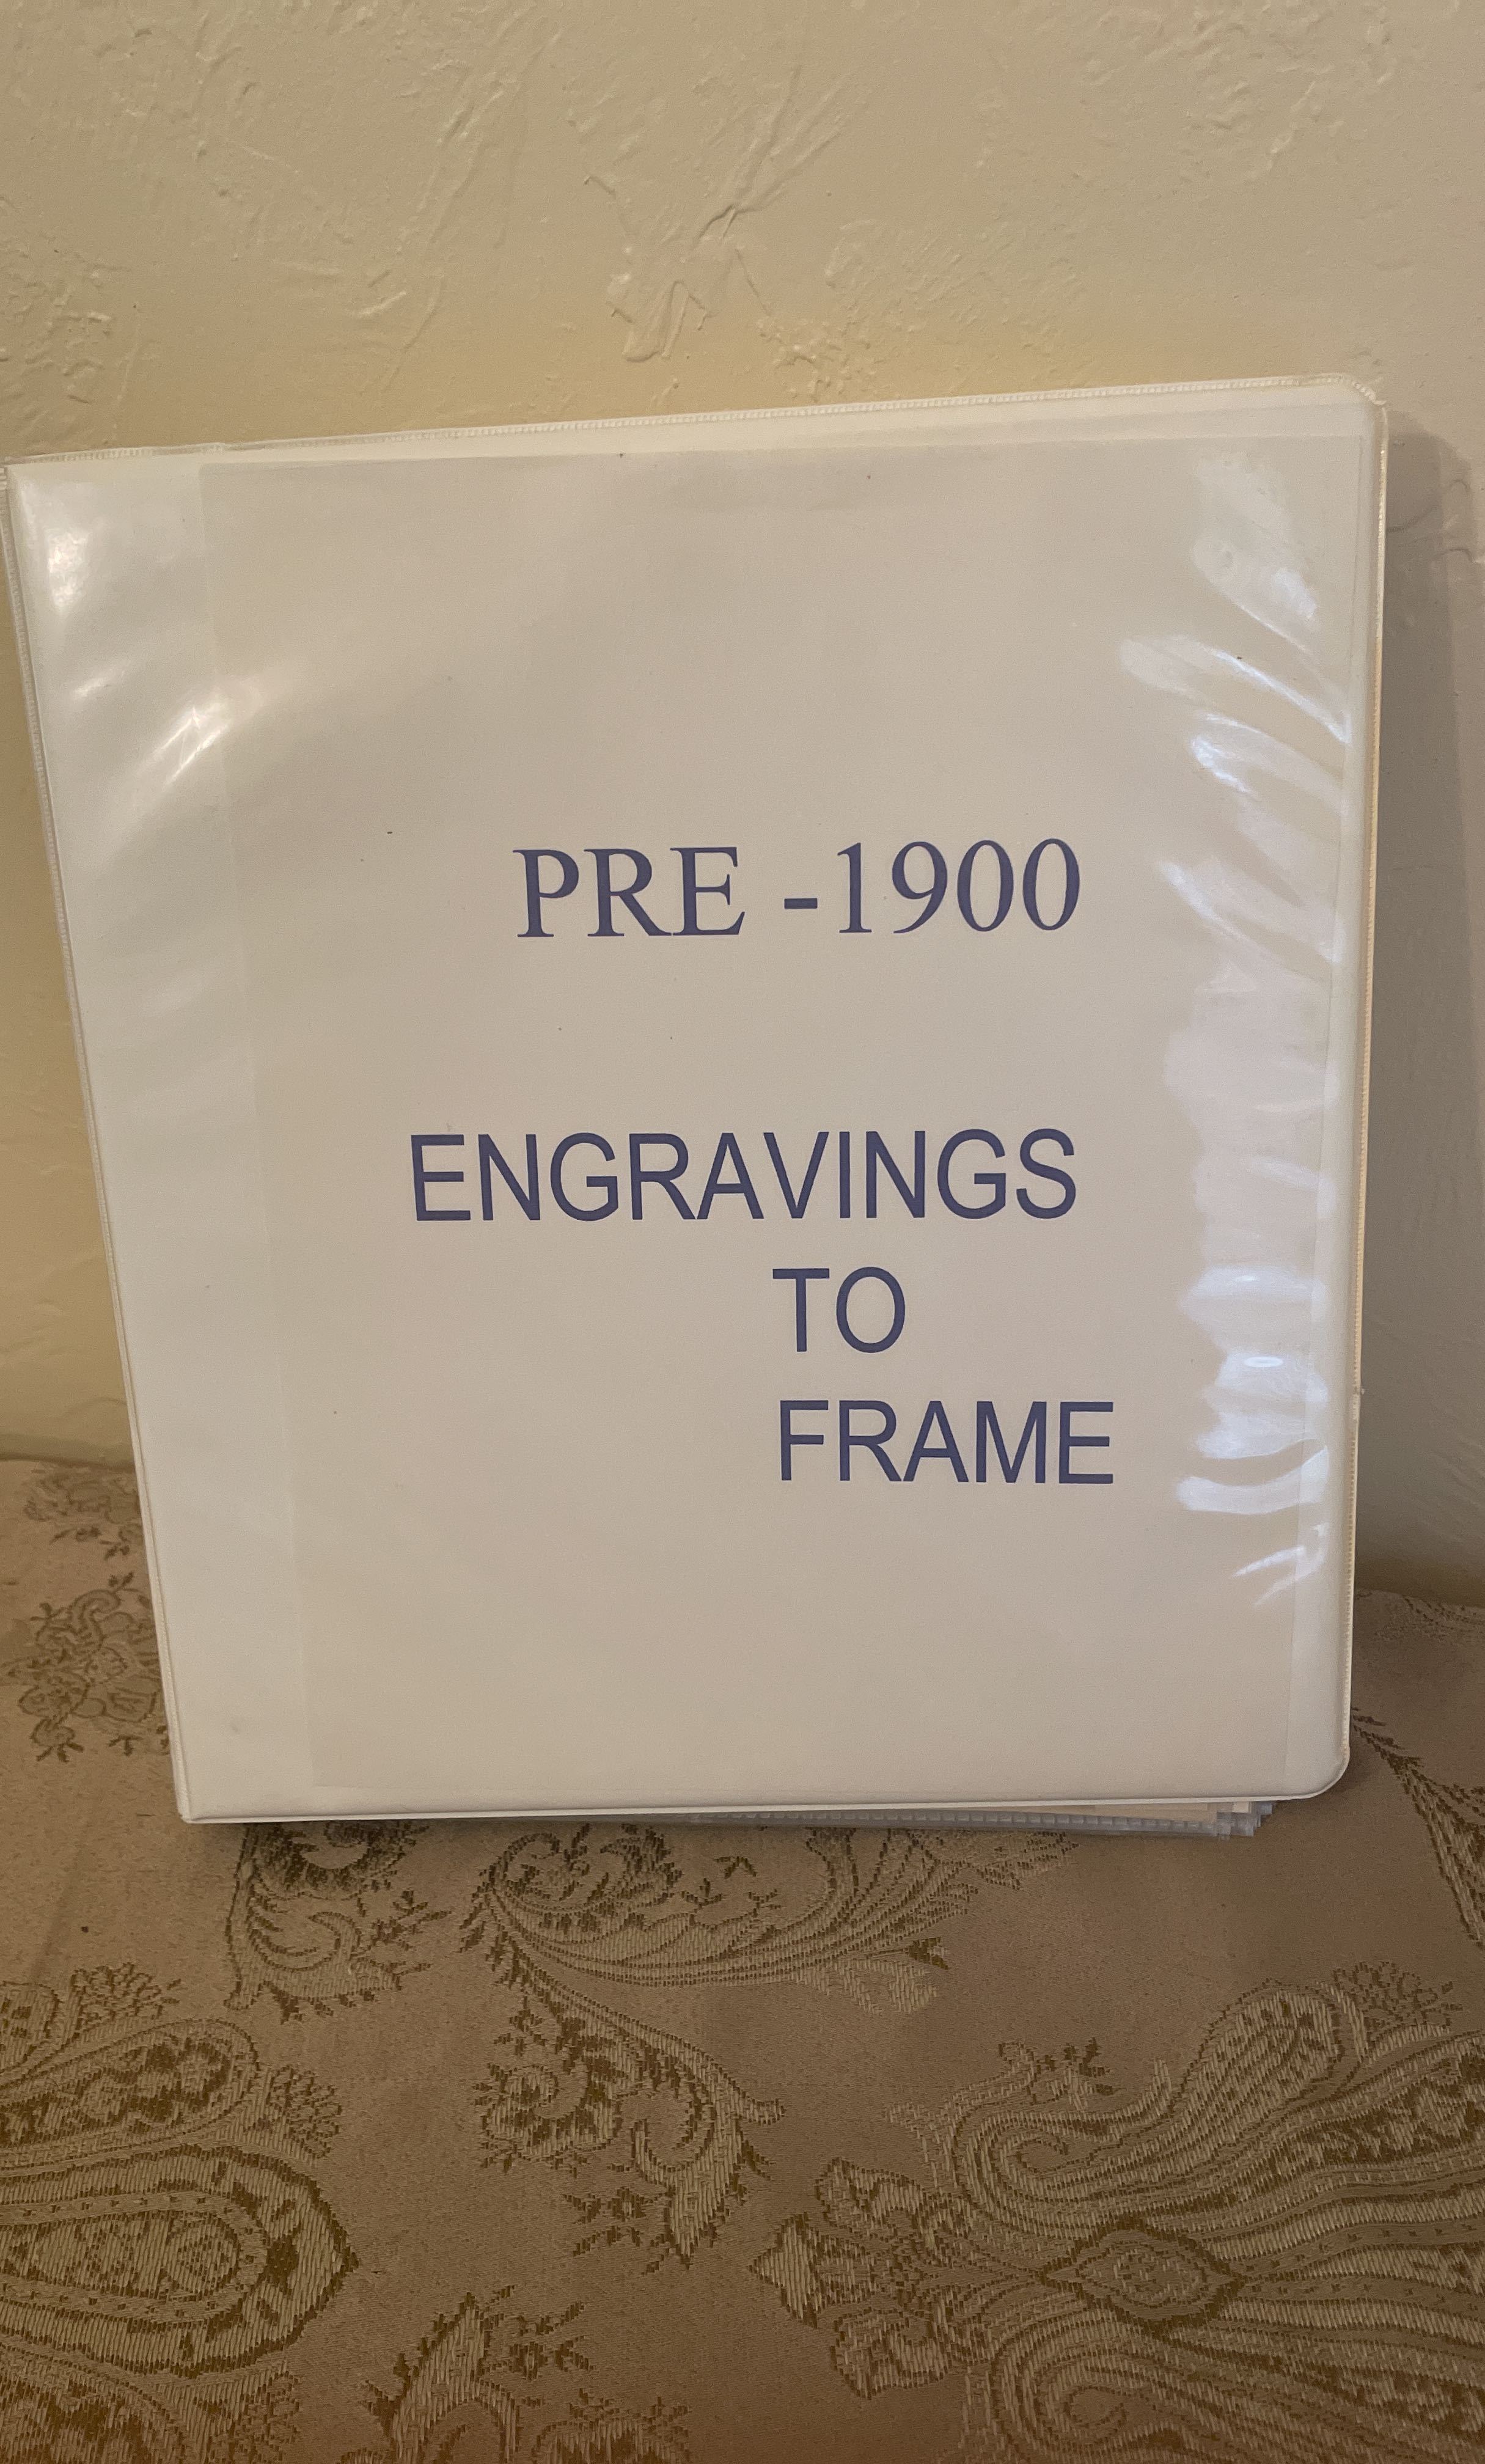 PRE -1900
ENGRAVINGS
TO
FRAME